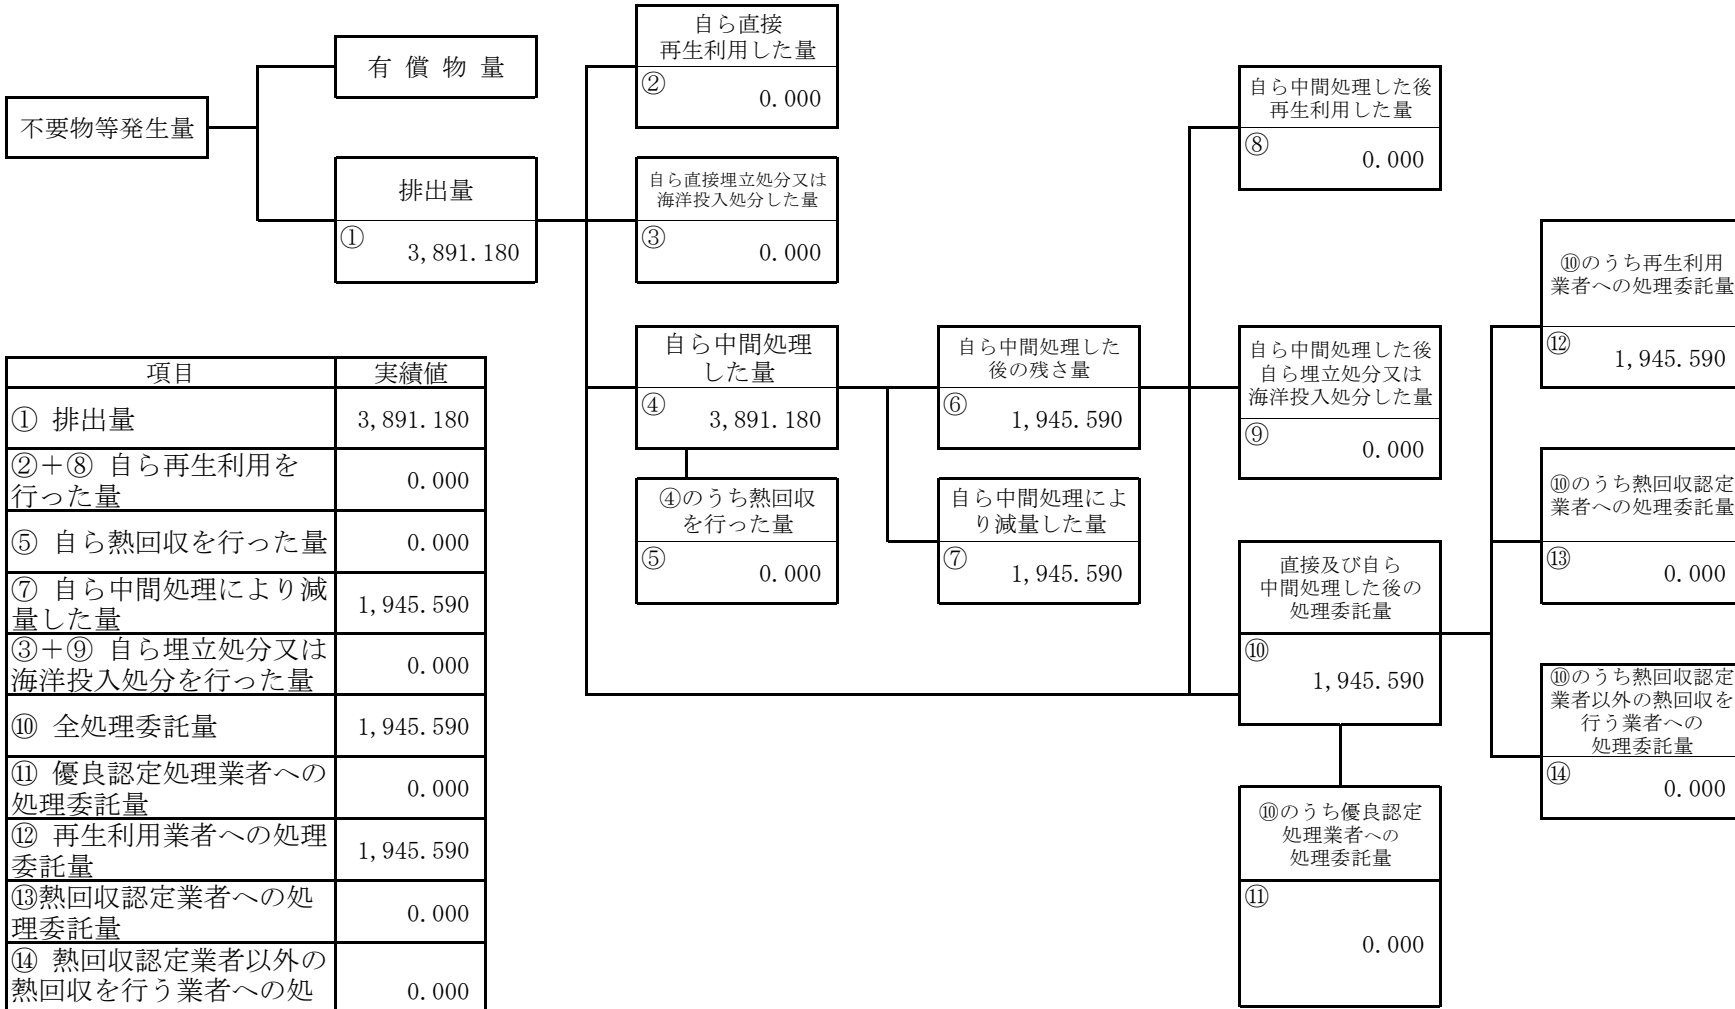 不要物等発生量
有 償 物 量
排出量
①
3,891.180
自ら直接
再生利用した量
②
0.000
自ら直接埋立処分又は
海洋投入処分した量
③
0.000
自ら中間処理
した量
④
3,891.180
④のうち熱回収
を行った量
⑤
0.000
自ら中間処理した
後の残さ量
⑥
1,945.590
自ら中間処理によ
り減量した量
⑦
1,945.590
自ら中間処理した後
再生利用した量
⑧
0.000
自ら中間処理した後
自ら埋立処分又は
海洋投入処分した量
⑨
0.000
直接及び自ら
中間処理した後の
処理委託量
⑩
1,945.590
⑩のうち優良認定
処理業者への
処理委託量
⑪
0.000
⑩のうち再生利用
業者への処理委託量
⑫
1,945.590
⑩のうち熱回収認定
業者への処理委託量
⑬
0.000
⑩のうち熱回収認定
業者以外の熱回収を
行う業者への
処理委託量
⑭
0.000
項目 実績値
① 排出量 3,891.180
②＋⑧ 自ら再生利用を
行った量 0.000
⑤ 自ら熱回収を行った量 0.000
⑦ 自ら中間処理により減
量した量 1,945.590
③＋⑨ 自ら埋立処分又は
海洋投入処分を行った量 0.000
⑩ 全処理委託量 1,945.590
⑪ 優良認定処理業者への
処理委託量 0.000
⑫ 再生利用業者への処理
委託量 1,945.590
⑬熱回収認定業者への処
理委託量 0.000
⑭ 熱回収認定業者以外の
熱回収を行う業者への処 0.000